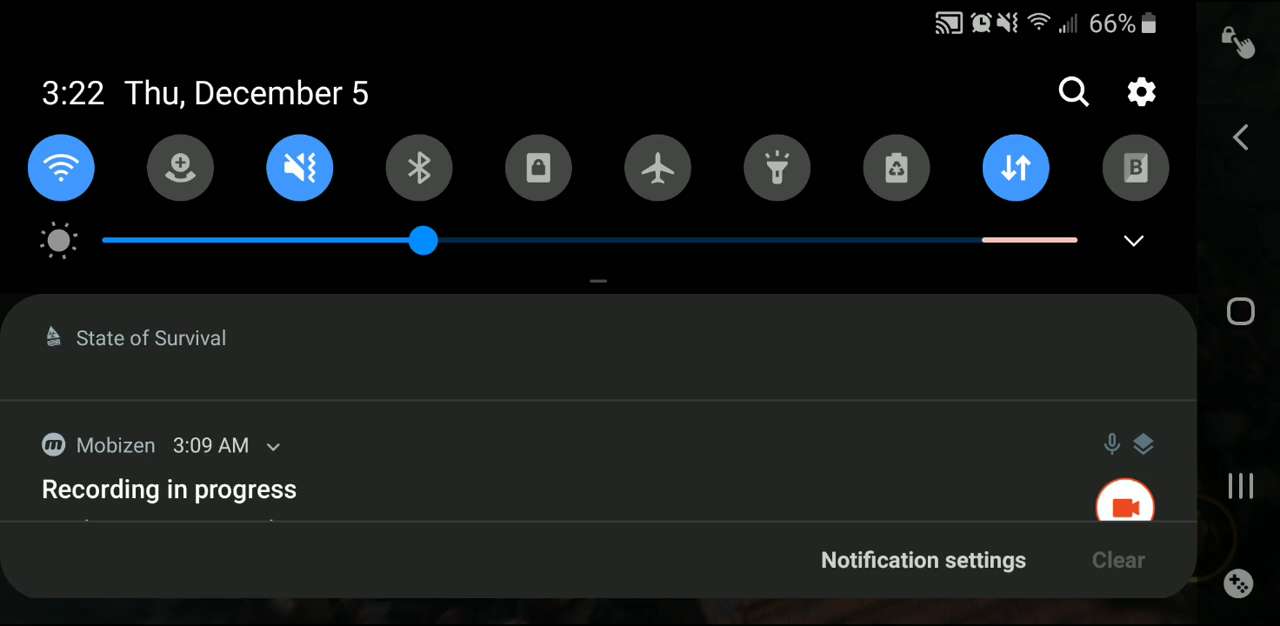 66%
3:22 Thu, December 5
B
State of Survival
m Mobizen 3:09 AM
Recording in progress
Notification settings Clear